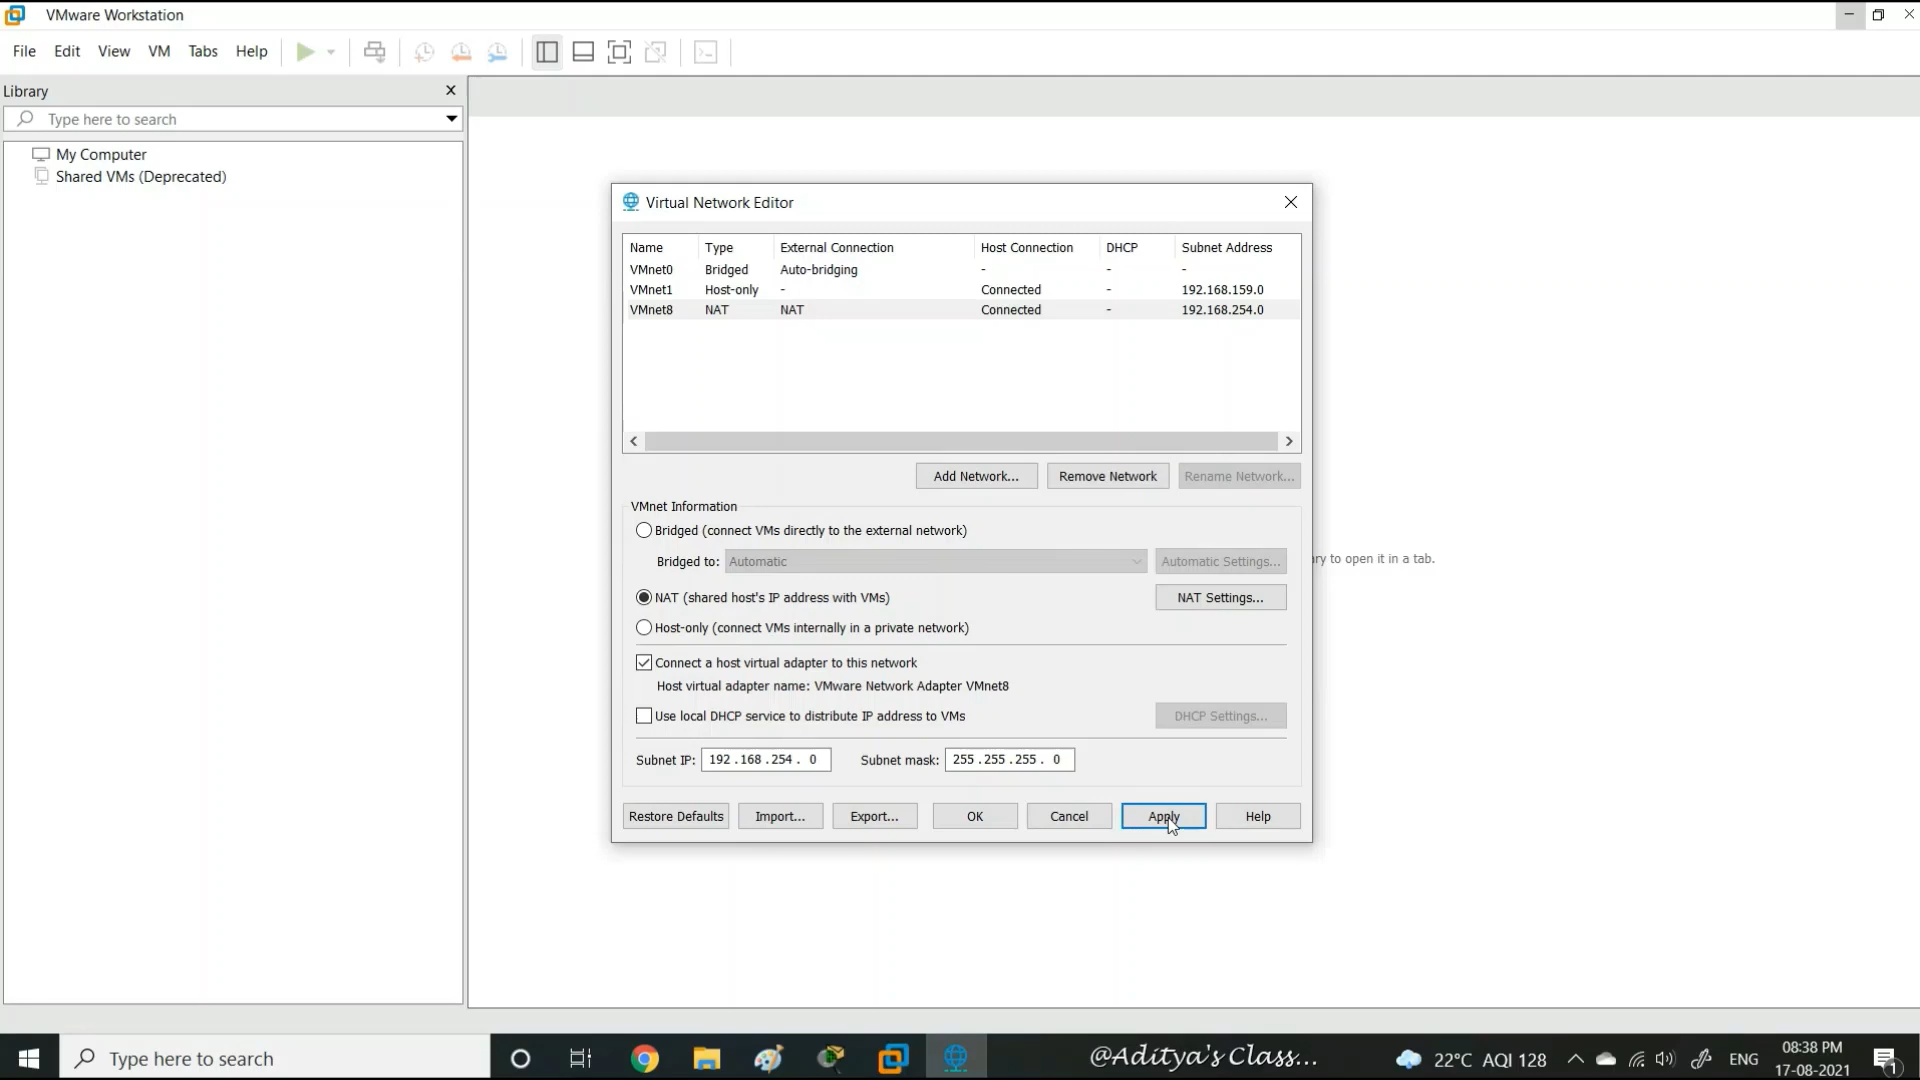 VMware Workstation
File Edit View VM Tabs Help
Library
Type here to search
My Computer
Shared VMs (Deprecated)
Virtual Network Editor
Name Type External Connection Host Connection DHCP Subnet Address
VMnet0 Bridged Auto-bridging - - -
VMnet1 Host-only - Connected - 192.168.159.0
VMnet8 NAT NAT Connected - 192.168.254.0
Add Network... Remove Network Rename Network...
VMnet Information
Bridged (connect VMs directly to the external network)
Bridged to: Automatic Automatic Settings...
ry to open it in a tab.
NAT (shared host's IP address with VMs) NAT Settings...
Host-only (connect VMs internally in a private network)
Connect a host virtual adapter to this network
Host virtual adapter name: VMware Network Adapter VMnet8
Use local DHCP service to distribute IP address to VMs DHCP Settings...
Subnet IP: 192 . 168 . 254 . 0 Subnet mask: 255 . 255 . 255 . 0
Restore Defaults Import... Export... OK Cancel Apply Help
Type here to search
@Aditya's Class...
22°C AQI 128
ENG
08:38 PM
17-08-2021
1